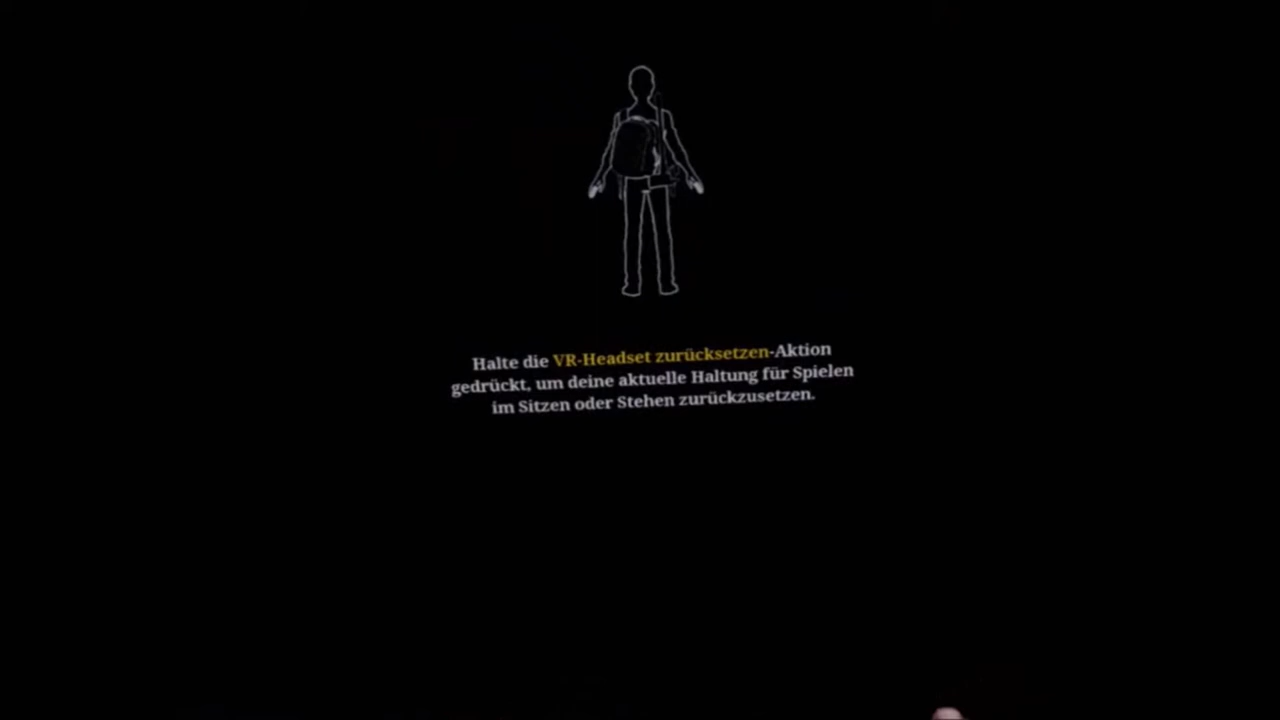 Halte die VR-Headset zurücksetzen-Aktion
gedrückt, um deine aktuelle Haltung für Spielen
im Sitzen oder Stehen zurückzusetzen.